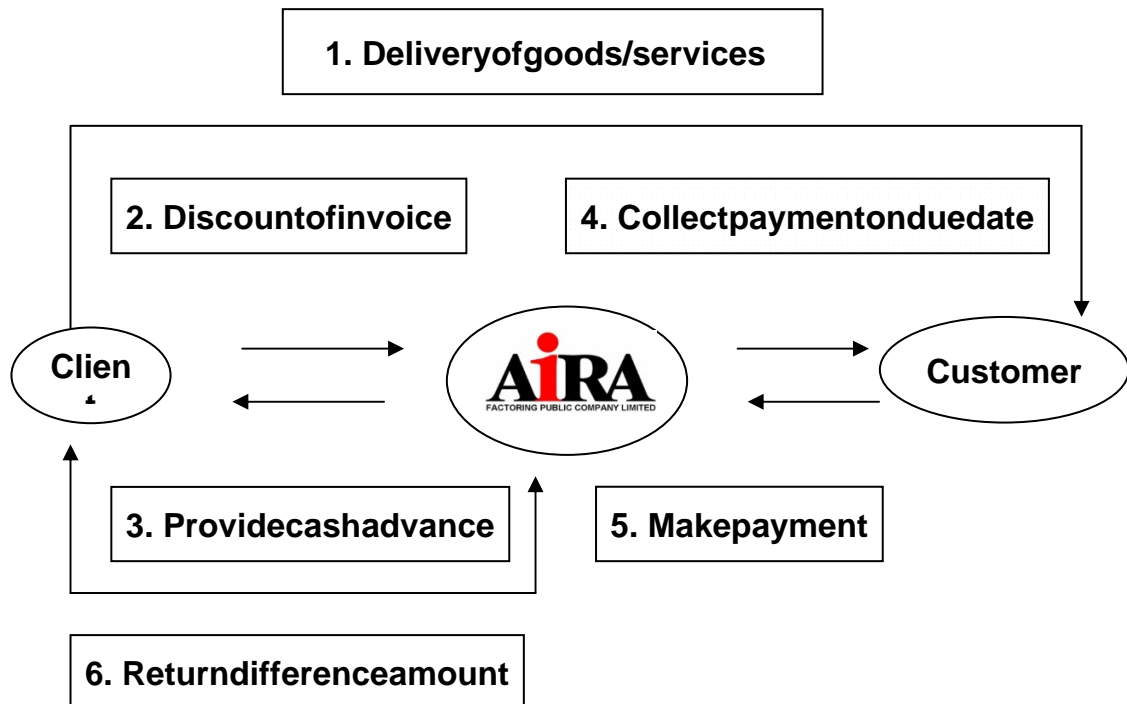 1. Deliveryofgoods/services
2. Discountofinvoice
4. Collectpaymentonduedate
Clien
AiRA
FACTORING PUBLIC COMPANY LIMITED
Customer
3. Providecashadvance
5. Makepayment
6. Returndifferenceamount